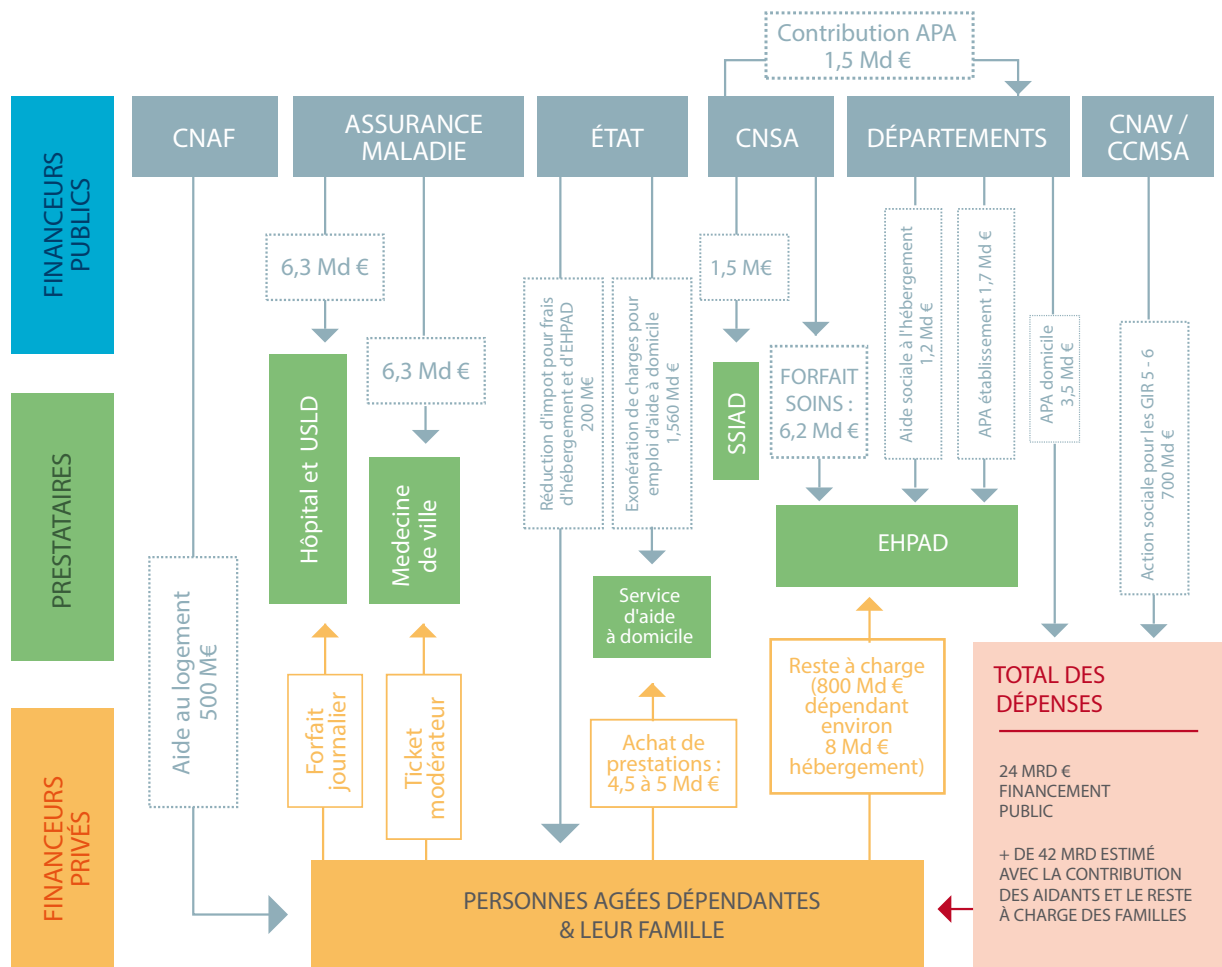 Contribution APA
1,5 Md €
FINANCEURS
PUBLICS
CNAF
ASSURANCE
MALADIE
ÉTAT
CNSA
DÉPARTEMENTS
CNAV /
CCMSA
6,3 Md €
6,3 Md €
Réduction d'impot pour frais
d'hébergement et d'EHPAD
200 M€
Exonération de charges pour
emploi d'aide à domicile
1,560 Md €
1,5 M€
FORFAIT
SOINS :
6,2 Md €
Aide sociale à l'hébergement
1,2 Md €
APA établissement 1,7 Md €
APA domicile
3,5 Md €
Action sociale pour les GIR 5 - 6
700 Md €
PRESTATAIRES
Hôpital et USLD
Medecine
de ville
SSIAD
EHPAD
Service
d'aide
à domicile
Aide au logement
500 M€
FINANCEURS
PRIVÉS
Forfait
journalier
Ticket
modérateur
Achat de
prestations :
4,5 à 5 Md €
Reste à charge
(800 Md €
dépendant
environ
8 Md €
hébergement)
PERSONNES AGÉES DÉPENDANTES
& LEUR FAMILLE
TOTAL DES
DÉPENSES
24 MRD €
FINANCEMENT
PUBLIC
+ DE 42 MRD ESTIMÉ
AVEC LA CONTRIBUTION
DES AIDANTS ET LE RESTE
À CHARGE DES FAMILLES